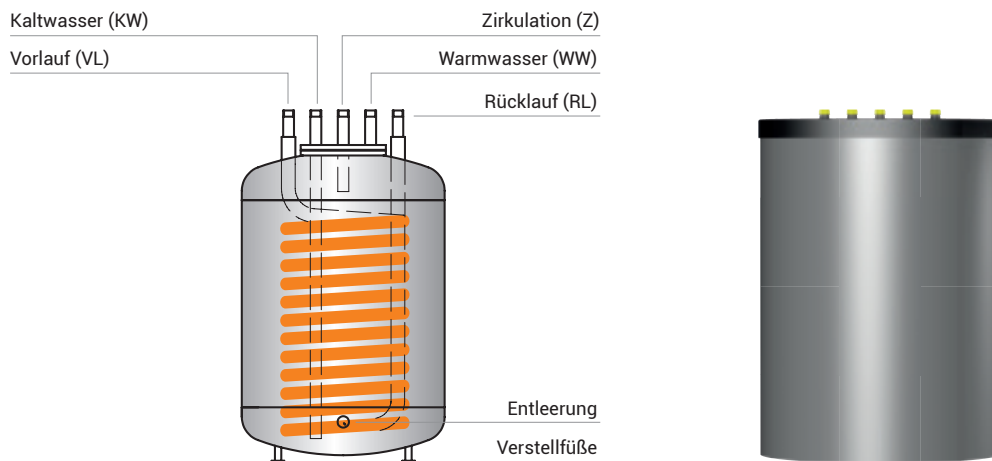 Kaltwasser (KW)
Vorlauf (VL)
Zirkulation (Z)
Warmwasser (WW)
Rücklauf (RL)
Entleerung
Verstellfüße